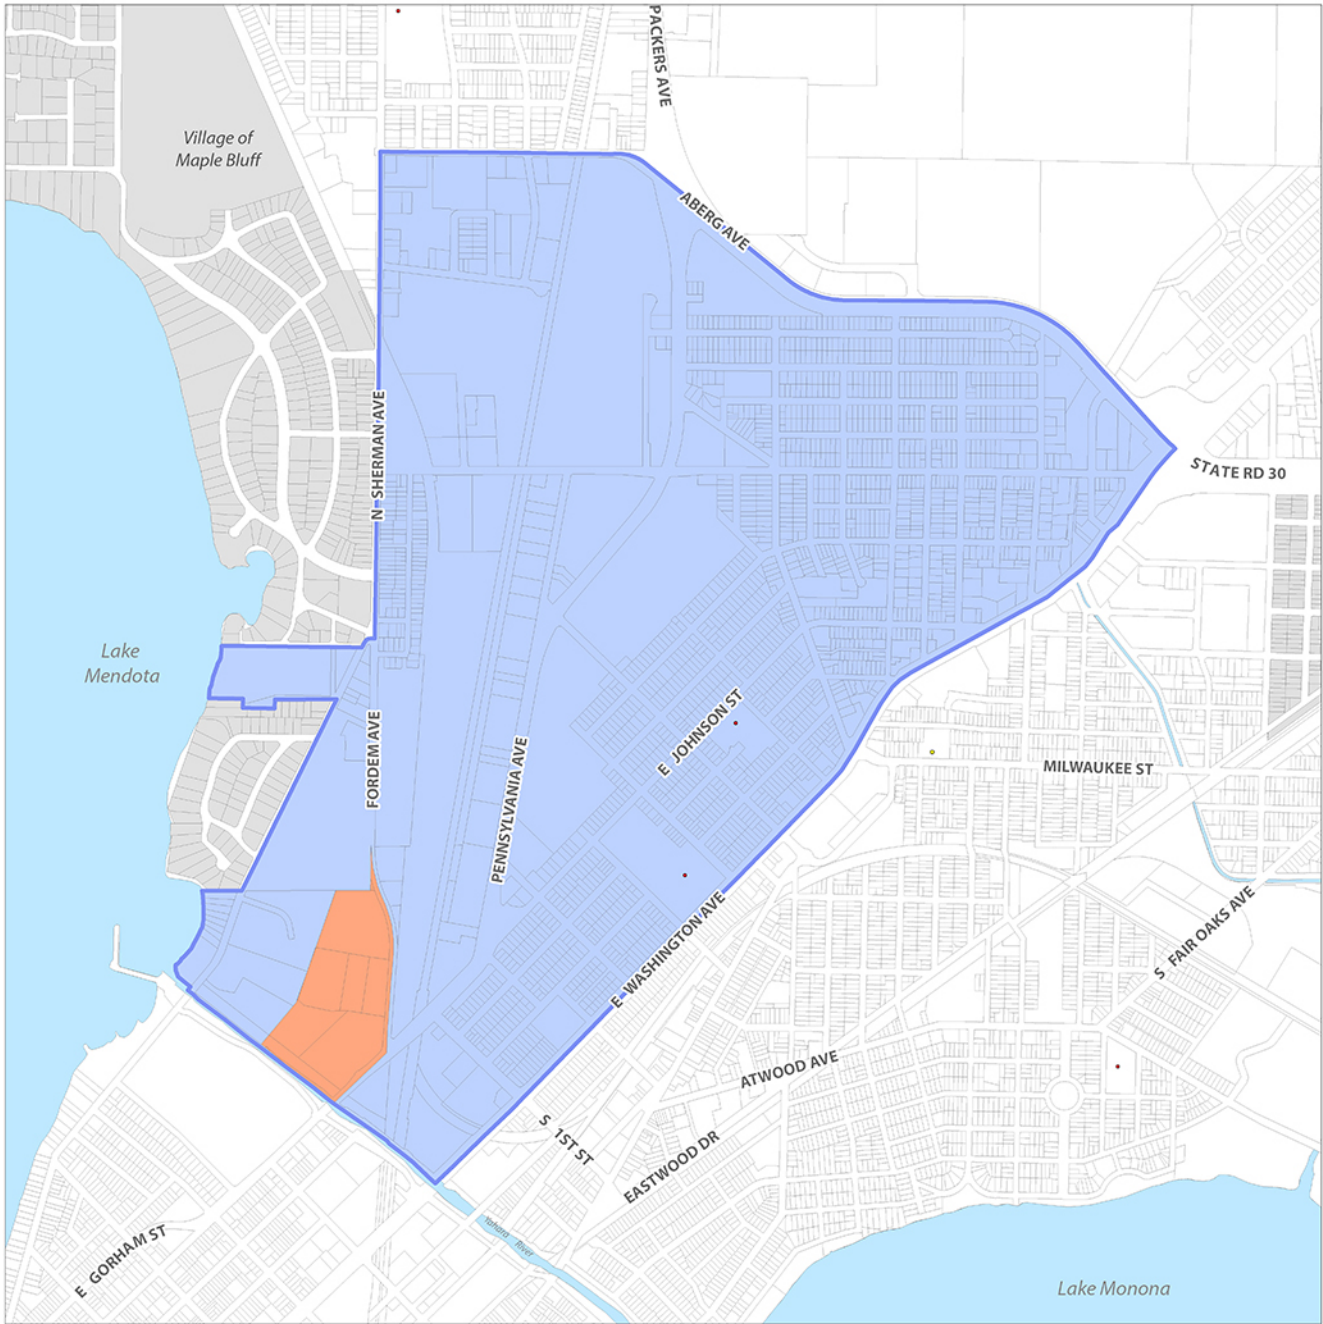 PACKERS AVE
Village of
Maple Bluff
ABERG AVE
N SHERMAN AVE
STATE RD 30
Lake
Mendota
FORDEM AVE
E JOHNSON ST
PENNSYLVANIA AVE
MILWAUKEE ST
E WASHINGTON AVE
S FAIR OAKS AVE
ATWOOD AVE
S 1ST ST
EASTWOOD DR
Yahara River
E GORHAM ST
Lake Monona